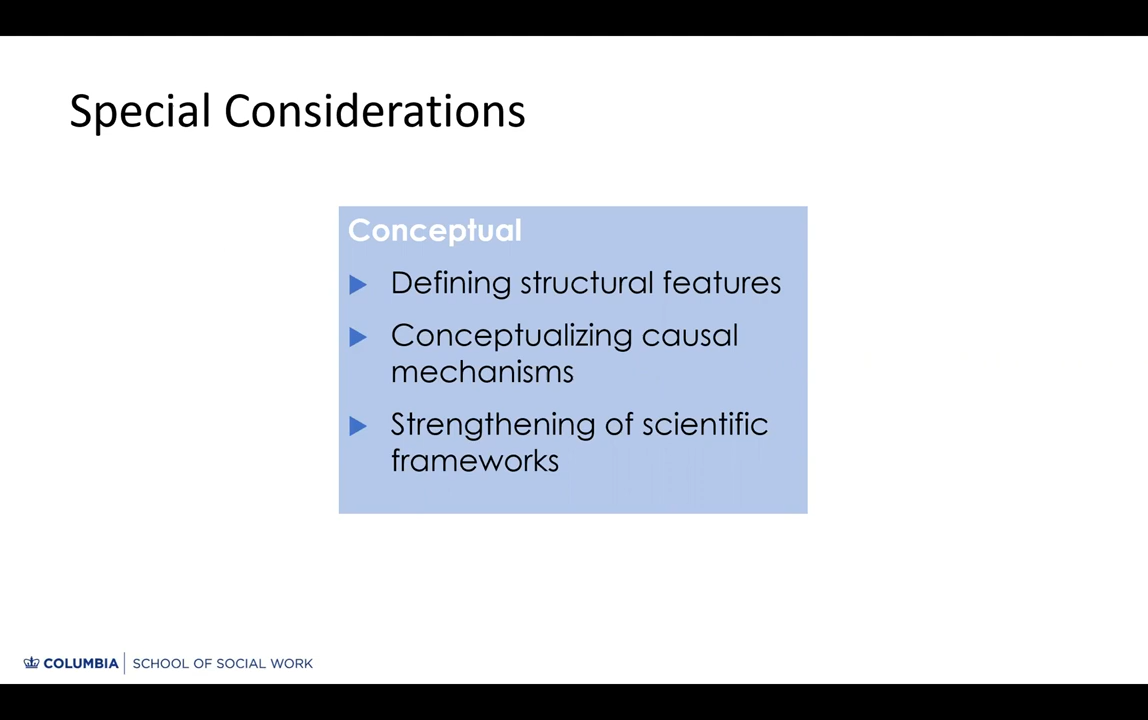 Special Considerations
Conceptual
Defining structural features
Conceptualizing causal
mechanisms
Strengthening of scientific
frameworks
COLUMBIA | SCHOOL OF SOCIAL WORK